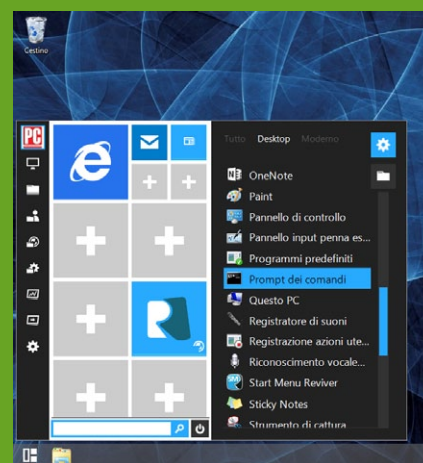 Cestino
PC
Tutto Desktop Moderno
OneNote
Paint
Pannello di controllo
Pannello input penna es...
Programmi predefiniti
Prompt dei comandi
Questo PC
Registratore di suoni
Registrazione azioni ute...
Riconoscimento vocale...
Start Menu Reviver
Sticky Notes
Strumento di cattura